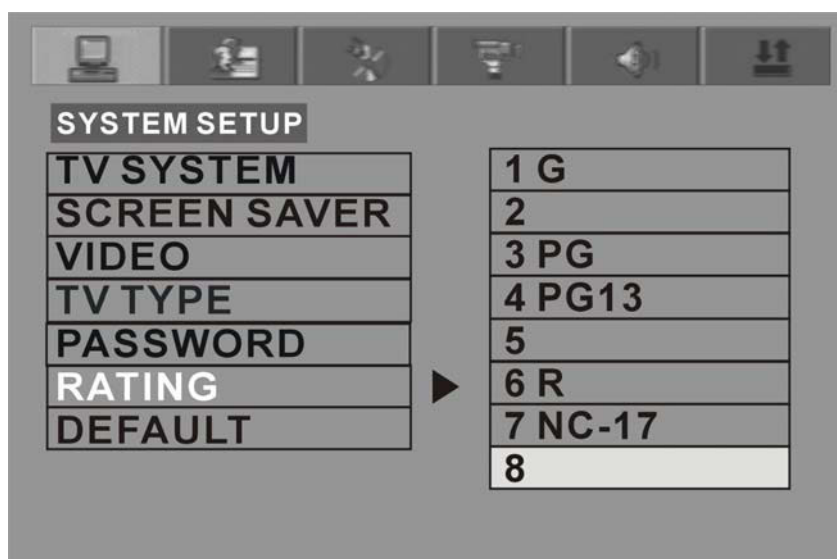 SYSTEM SETUP
TV SYSTEM
SCREEN SAVER
VIDEO
TV TYPE
PASSWORD
RATING
DEFAULT
1 G
2
3 PG
4 PG13
5
6 R
7 NC-17
8